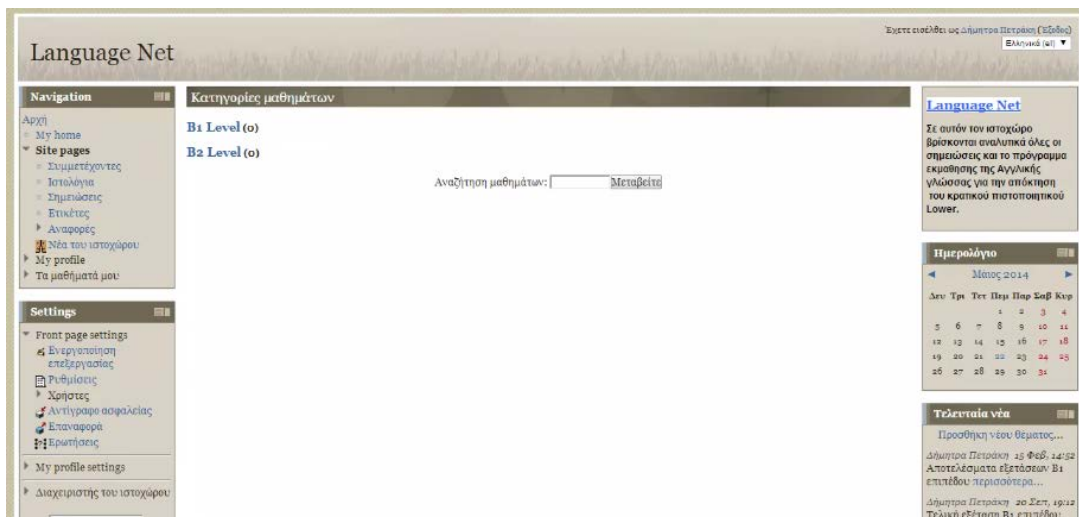 Έχετε εισέλθει ως Δήμητρα Πετράκη (Έξοδος)
Ελληνικά (el)
Language Net
Navigation
Αρχή
My home
Site pages
Συμμετέχοντες
Ιστολόγια
Σημειώσεις
Ετικέτες
Αναφορές
Νέα του ιστοχώρου
My profile
Τα μαθήματά μου
Settings
Front page settings
Ενεργοποίηση
επεξεργασίας
Ρυθμίσεις
Χρήστες
Αντίγραφο ασφαλείας
Επαναφορά
Ερωτήσεις
My profile settings
Διαχειριστής του ιστοχώρου
Κατηγορίες μαθημάτων
B1 Level (0)
B2 Level (0)
Αναζήτηση μαθημάτων: Μεταβείτε
Language Net
Σε αυτόν τον ιστοχώρο
βρίσκονται αναλυτικά όλες οι
σημειώσεις και το πρόγραμμα
εκμαθησης της Αγγλικής
γλώσσας για την απόκτηση
του κρατικού πιστοποιητικού
Lower.
Ημερολόγιο
◀ Μάιος 2014 ▶
Δευ Τρι Τετ Πεμ Παρ Σαβ Κυρ
1 2 3 4
5 6 7 8 9 10 11
12 13 14 15 16 17 18
19 20 21 22 23 24 25
26 27 28 29 30 31
Τελευταία νέα
Προσθήκη νέου θέματος...
Δήμητρα Πετράκη 15 Φεβ, 14:52
Αποτελέσματα εξετάσεων B1
επιπέδου περισσότερα...
Δήμητρα Πετράκη 20 Σεπ, 19:12
Τελική εξέταση B1 επιπέδου